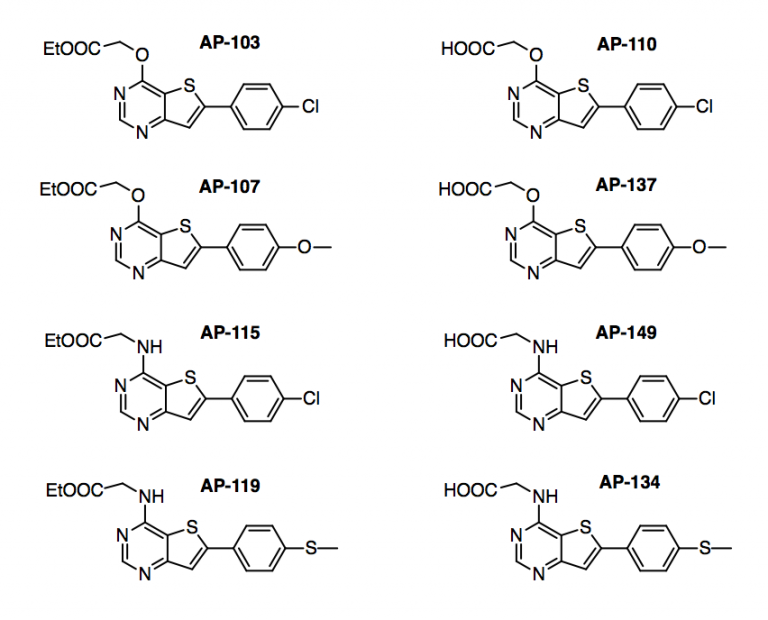 AP-103
EtOOC
O
S
N
N
Cl
AP-110
HOOC
O
S
N
N
Cl
AP-107
EtOOC
O
S
N
N
O
AP-137
HOOC
O
S
N
N
O
AP-115
EtOOC
NH
S
N
N
Cl
AP-149
HOOC
NH
S
N
N
Cl
AP-119
EtOOC
NH
S
N
N
S
AP-134
HOOC
NH
S
N
N
S